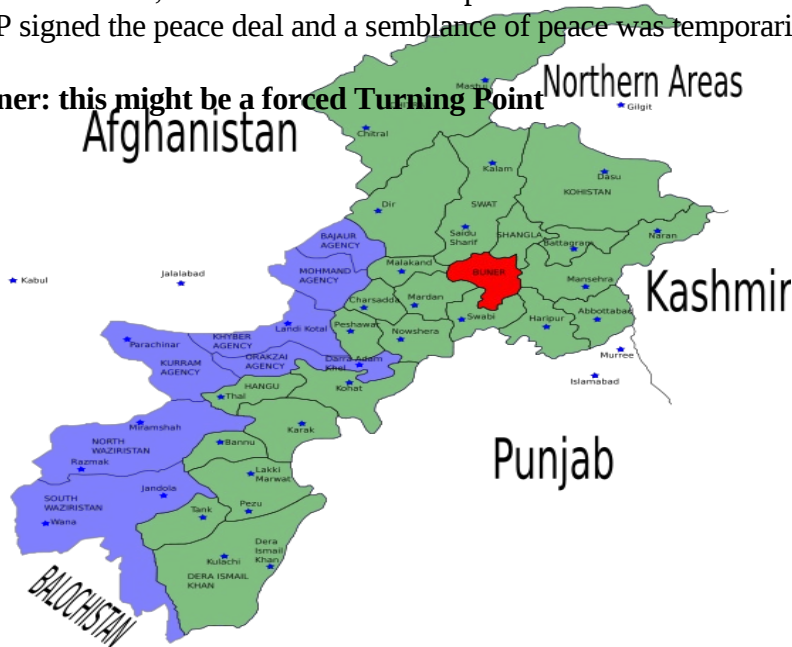 P signed the peace deal and a semblance of peace was temporari
ner: this might be a forced Turning Point
Northern Areas
Mastuj
Gilgit
Afghanistan
Chitral
Kalam
Dasu
KOHISTAN
Dir
SWAT
Saidu
Sharif
SHANGLA
Battagram
Naran
BAJAUR
AGENCY
Malakand
BUNER
MOHMAND
AGENCY
Kabul
Jalalabad
Mansehra
Kashmir
Charsadda
Mardan
Swabi
Haripur
Abbottabad
Landi Kotal
Peshawar
Nowshera
Parachinar
KHYBER
AGENCY
ORAKZAI
AGENCY
KURRAM
AGENCY
Darra Adam
Khel
Murree
Islamabad
HANGU
Thal
Kohat
Miramshah
Karak
NORTH
WAZIRISTAN
Bannu
Punjab
Razmak
Lakki
Marwat
Jandola
SOUTH
WAZIRISTAN
Pezu
Tank
Wana
Dera
Ismail
Khan
Kulachi
DERA ISMAIL
KHAN
BALOCHISTAN